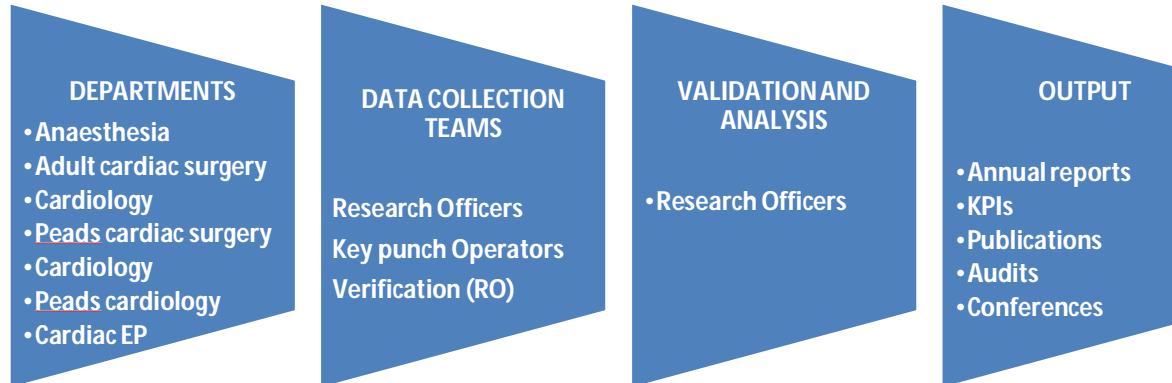 DEPARTMENTS
•Anaesthesia
•Adult cardiac surgery
•Cardiology
•Peads cardiac surgery
•Cardiology
•Peads cardiology
•Cardiac EP
DATA COLLECTION
TEAMS
Research Officers
Key punch Operators
Verification (RO)
VALIDATION AND
ANALYSIS
•Research Officers
OUTPUT
•Annual reports
•KPIs
•Publications
•Audits
•Conferences